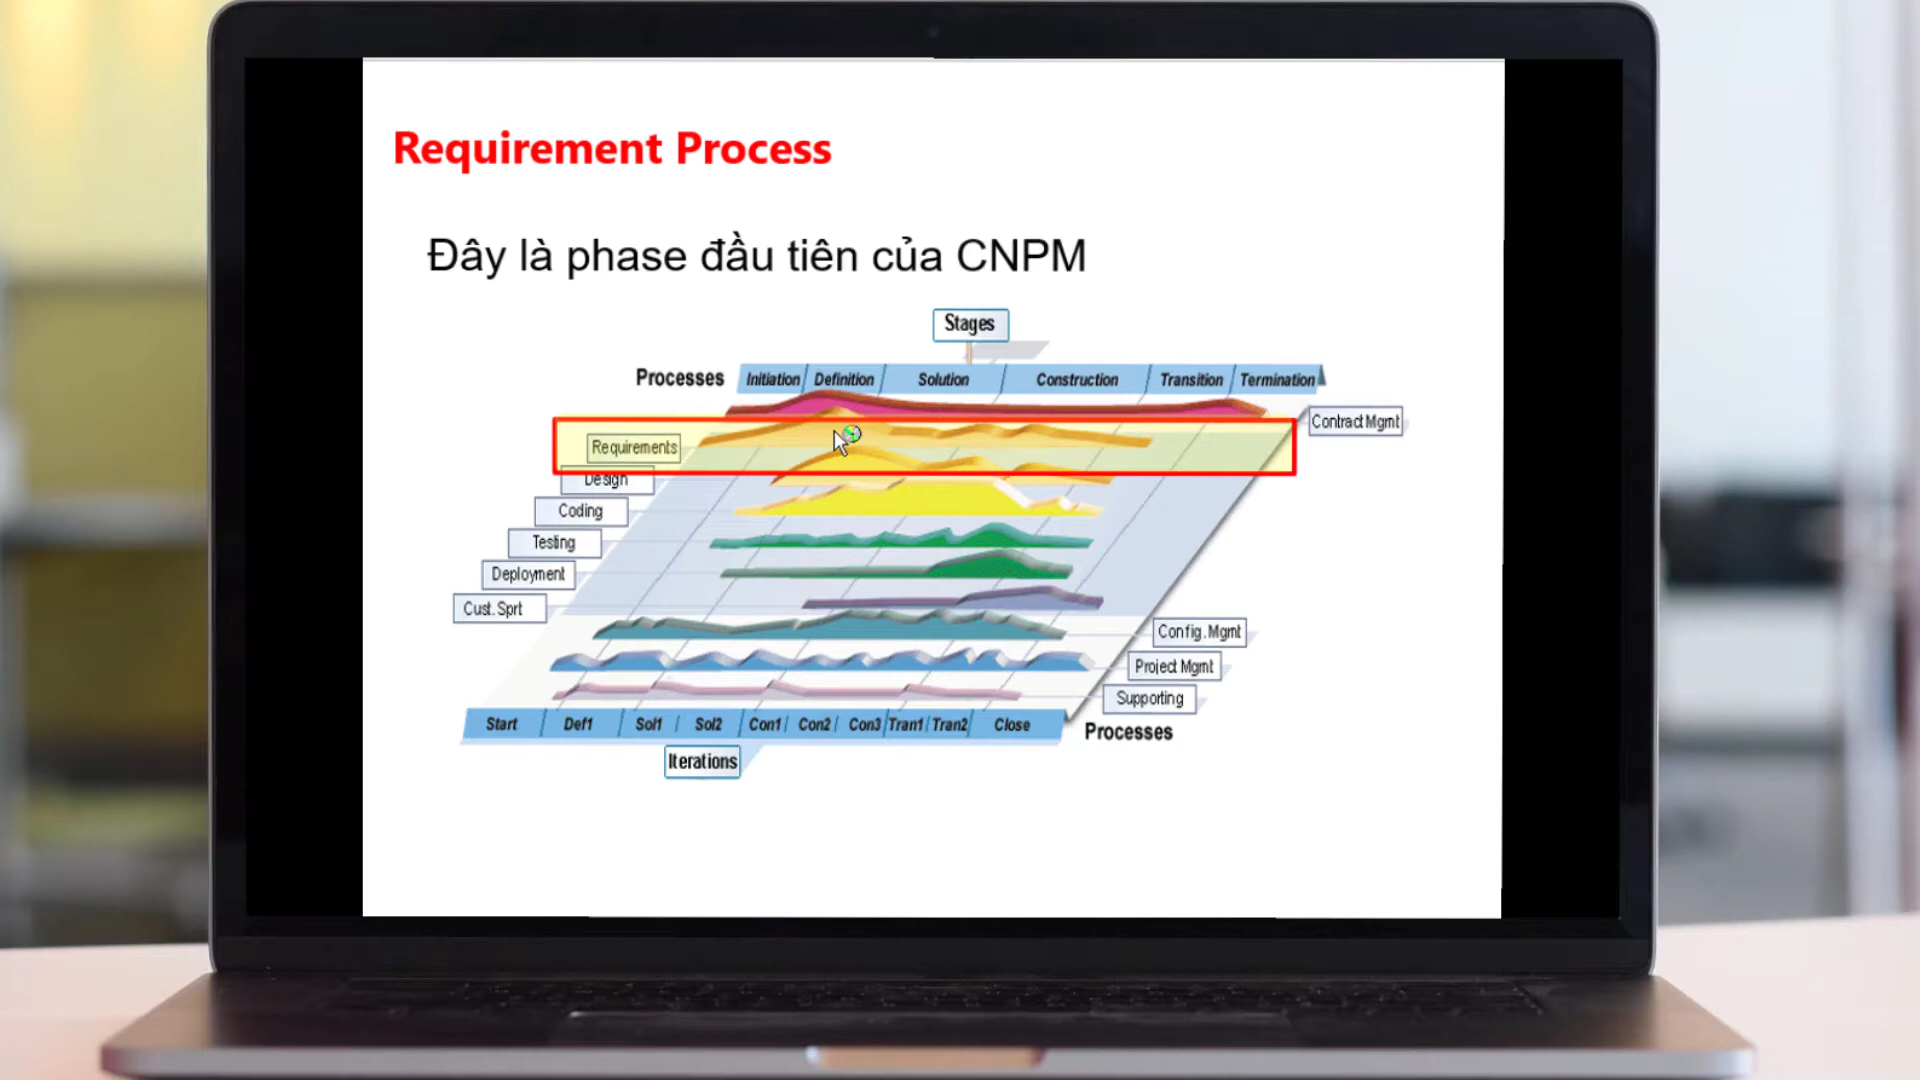 Requirement Process
Đây là phase đầu tiên của CNPM
Stages
Processes
Initiation Definition Solution Construction Transition Termination
Contract Mgmt
Requirements
Design
Coding
Testing
Deployment
Cust. Sprt
Config. Mgmt
Project Mgmt
Supporting
Start Def1 Sol1 Sol2 Con1 Con2 Con3 Tran1 Tran2 Close
Processes
Iterations